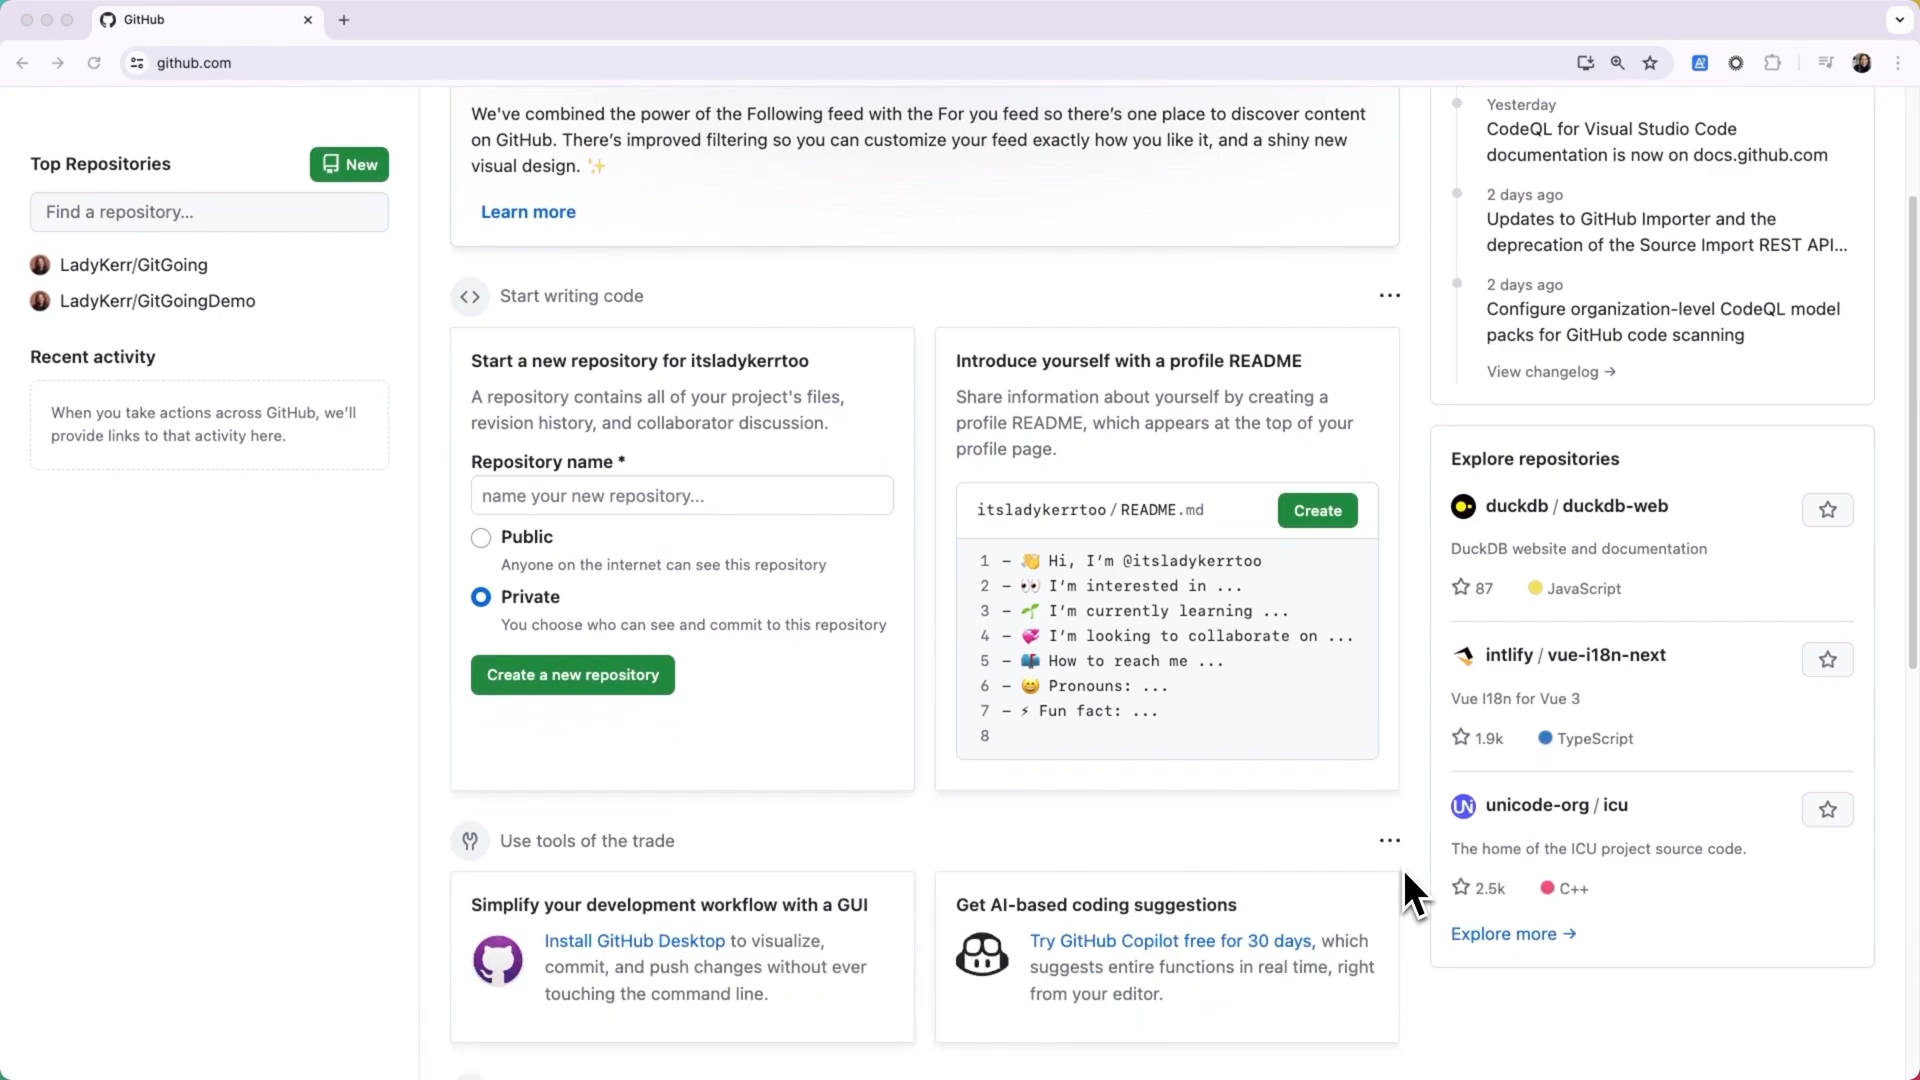 GitHub
github.com
Top Repositories
New
Find a repository...
LadyKerr/GitGoing
LadyKerr/GitGoingDemo
Recent activity
When you take actions across GitHub, we'll
provide links to that activity here.
We've combined the power of the Following feed with the For you feed so there's one place to discover content
on GitHub. There's improved filtering so you can customize your feed exactly how you like it, and a shiny new
visual design. ✨
Learn more
Start writing code
Start a new repository for itsladykerrtoo
A repository contains all of your project's files,
revision history, and collaborator discussion.
Repository name *
name your new repository...
Public
Anyone on the internet can see this repository
Private
You choose who can see and commit to this repository
Create a new repository
Introduce yourself with a profile README
Share information about yourself by creating a
profile README, which appears at the top of your
profile page.
itsladykerrtoo / README.md
Create
1 - 👋 Hi, I'm @itsladykerrtoo
2 - 👀 I'm interested in ...
3 - 🌱 I'm currently learning ...
4 - 💞️ I'm looking to collaborate on ...
5 - 📫 How to reach me ...
6 - 😄 Pronouns: ...
7 - ⚡ Fun fact: ...
8
Use tools of the trade
Simplify your development workflow with a GUI
Install GitHub Desktop to visualize,
commit, and push changes without ever
touching the command line.
Get AI-based coding suggestions
Try GitHub Copilot free for 30 days, which
suggests entire functions in real time, right
from your editor.
Yesterday
CodeQL for Visual Studio Code
documentation is now on docs.github.com
2 days ago
Updates to GitHub Importer and the
deprecation of the Source Import REST API...
2 days ago
Configure organization-level CodeQL model
packs for GitHub code scanning
View changelog →
Explore repositories
duckdb / duckdb-web
DuckDB website and documentation
87 JavaScript
intlify / vue-i18n-next
Vue I18n for Vue 3
1.9k TypeScript
unicode-org / icu
The home of the ICU project source code.
2.5k C++
Explore more →